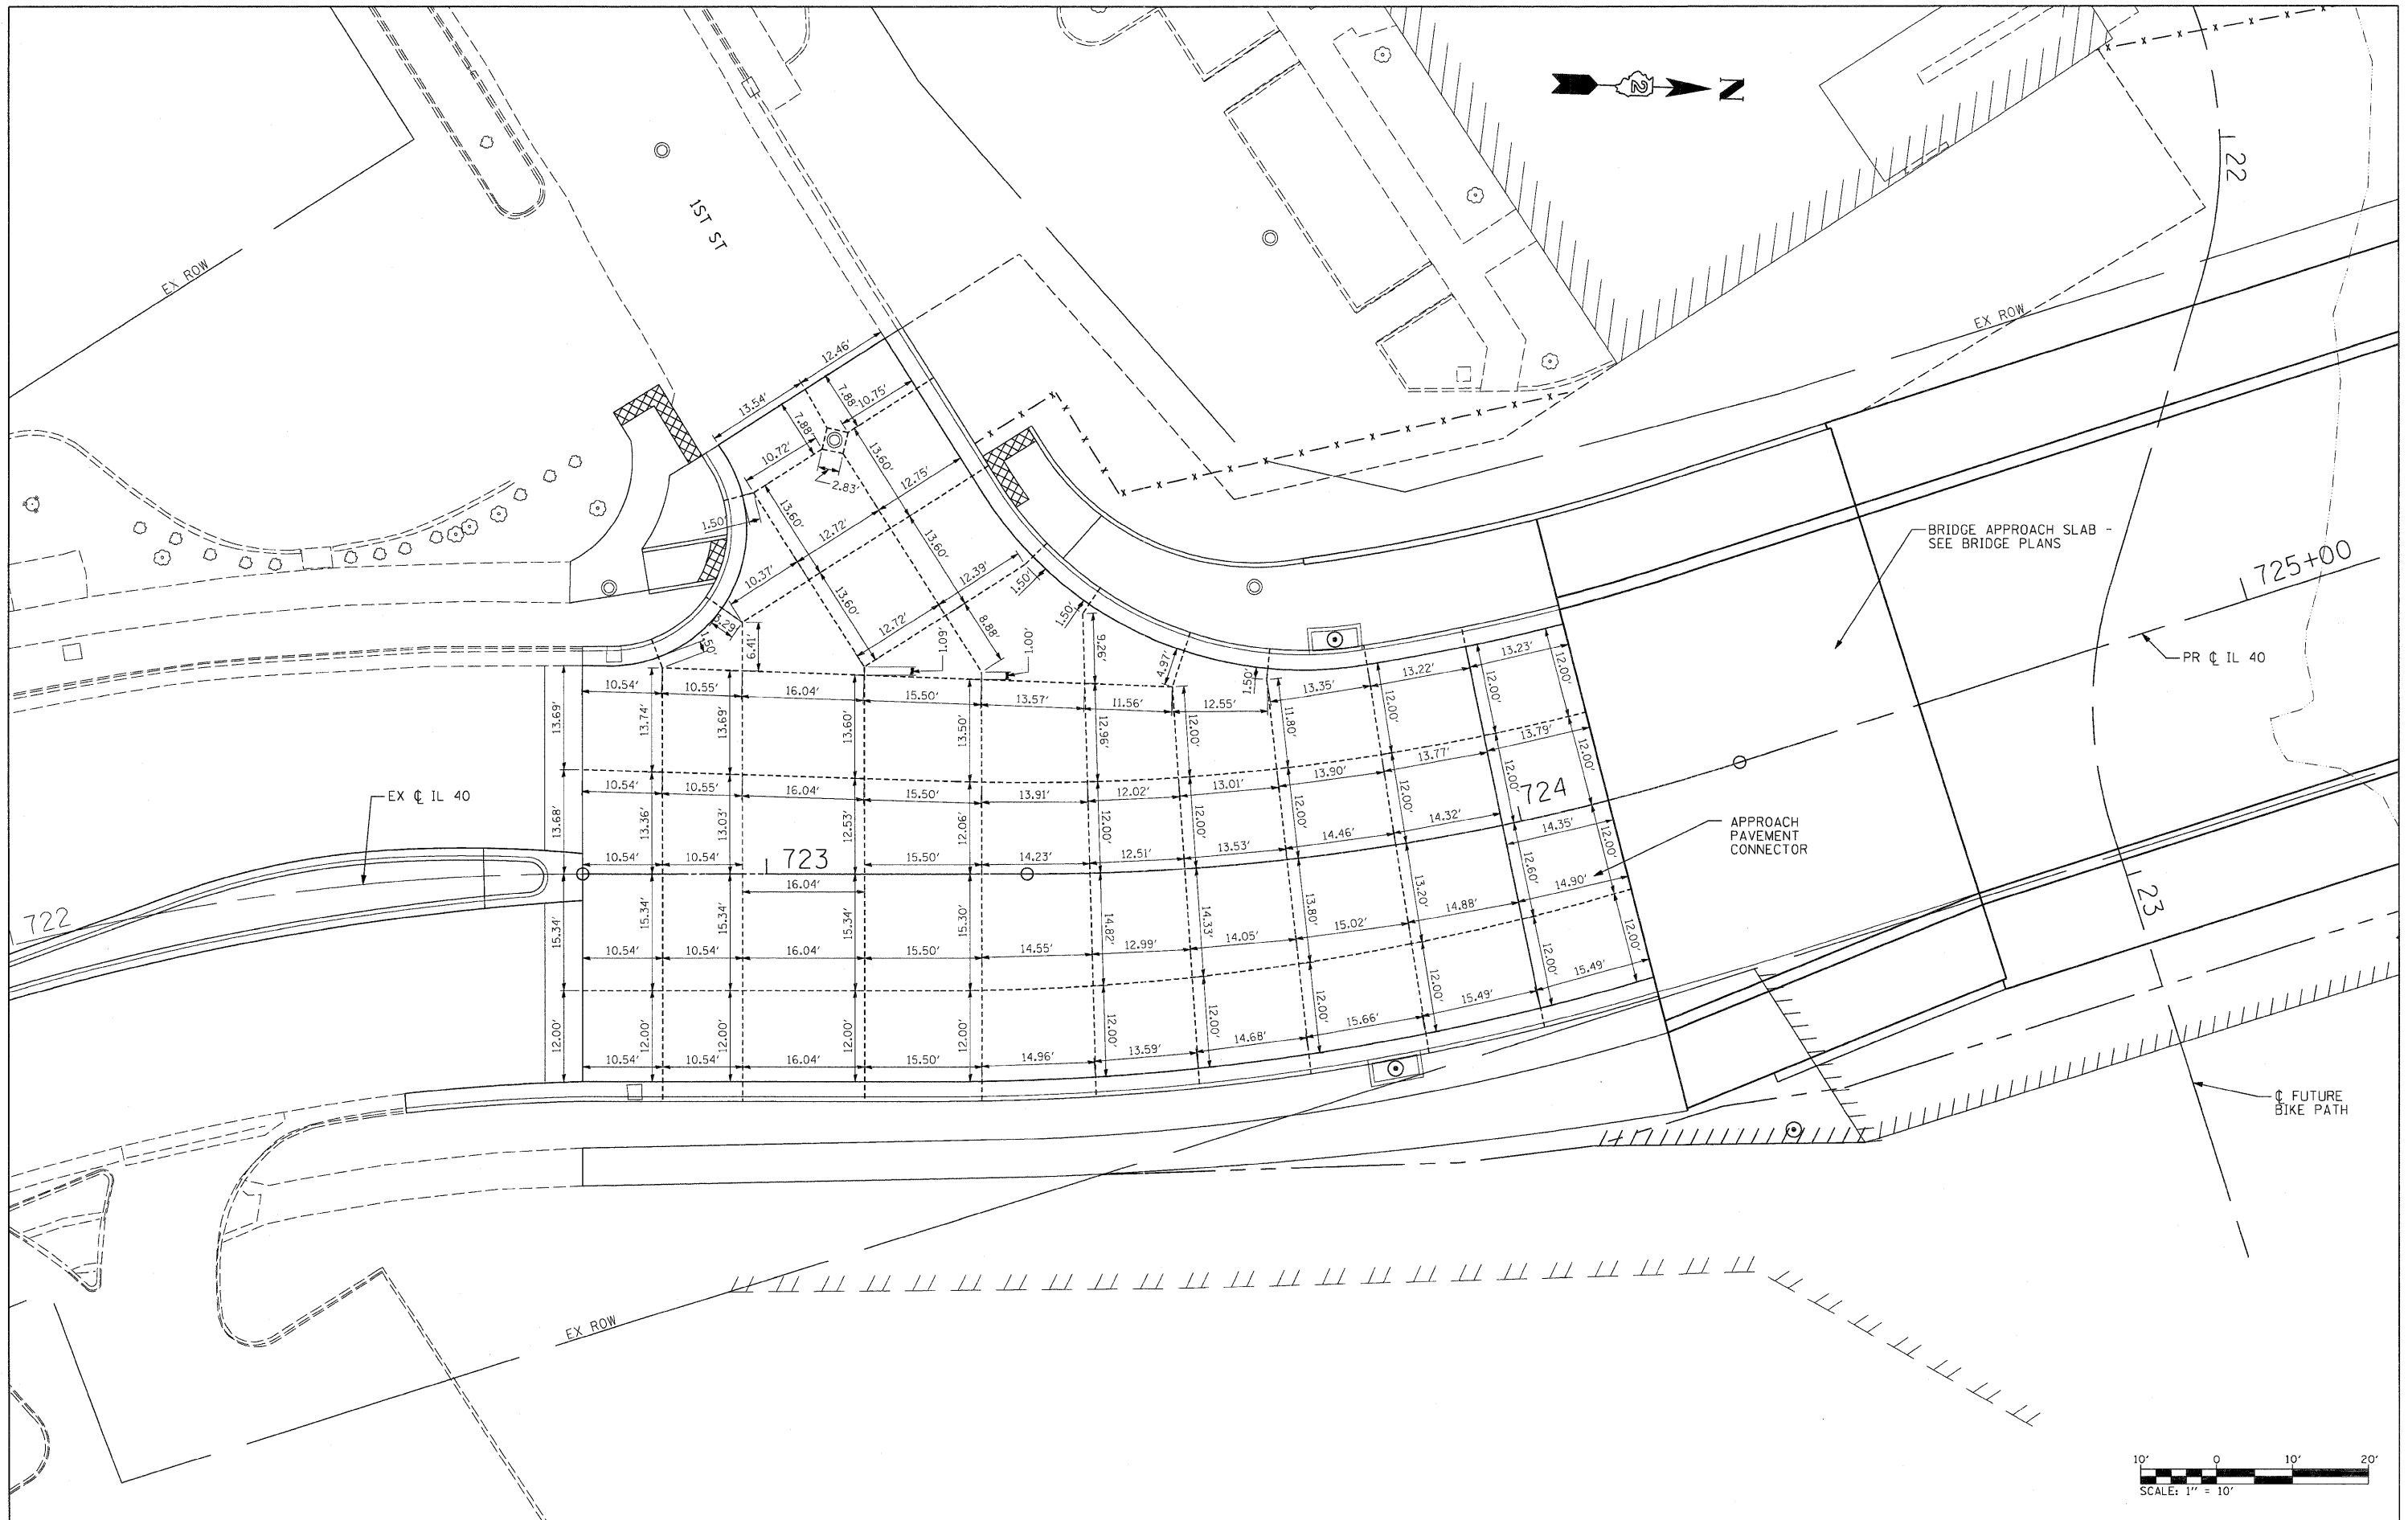 2 N
22
1ST ST
EX ROW
EX ROW
12.46'
13.54'
7.88'
10.75'
7.88'
10.72'
13.60'
12.75'
2.83'
13.60'
12.72'
1.50'
13.60'
12.39'
10.37'
13.60'
1.50'
12.72'
8.88'
1.50'
3.29'
1.50'
6.41'
1.09'
1.00'
9.26'
4.97'
1.50'
BRIDGE APPROACH SLAB -
SEE BRIDGE PLANS
725+00
PR ℄ IL 40
10.54' 10.55' 16.04' 15.50' 13.57' 11.56' 12.55' 13.35' 13.22' 13.23'
13.69' 13.74' 13.69' 13.60' 13.50' 12.96' 12.00' 11.80' 12.00' 12.00' 12.00'
10.54' 10.55' 16.04' 15.50' 13.91' 12.02' 13.01' 13.90' 13.77' 13.79'
13.68' 13.36' 13.03' 12.53' 12.06' 12.00' 12.00' 12.00' 12.00' 12.00' 12.00'
EX ℄ IL 40
723
724
10.54' 10.54' 16.04' 15.50' 14.23' 12.51' 13.53' 14.46' 14.32' 14.35'
APPROACH
PAVEMENT
CONNECTOR
722
15.34' 15.34' 15.34' 15.34' 15.30' 14.82' 14.33' 13.80' 13.20' 12.60' 12.00'
10.54' 10.54' 16.04' 15.50' 14.55' 12.99' 14.05' 15.02' 14.88' 14.90'
12.00' 12.00' 12.00' 12.00' 12.00' 12.00' 12.00' 12.00' 12.00' 12.00' 12.00'
10.54' 10.54' 16.04' 15.50' 14.96' 13.59' 14.68' 15.66' 15.49' 15.49'
23
℄ FUTURE
BIKE PATH
EX ROW
10' 0 10' 20'
SCALE: 1" = 10'